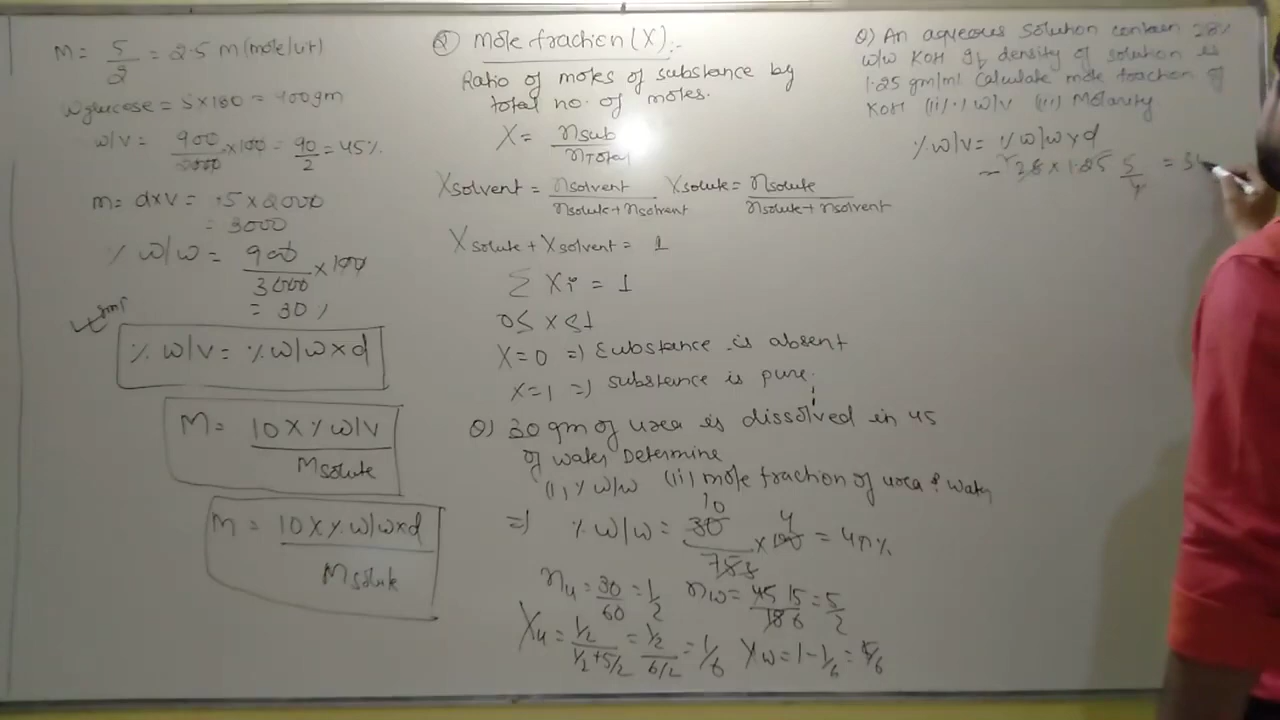 M = 5/2 = 2.5 M (mole/lit)
Wglucose = 5x180 = 900gm
W/V = 900/2000 x 100 = 90/2 = 45%
m = dxV = 1.5 x 2000
= 3000
% W/W = 900/3000 x 100
= 30 %
% W/V = % W/W x d
M = 10 x % W/V / Msolute
M = 10 x % W/W x d / Msolute
Mole fraction (X) :-
Ratio of moles of substance by
total no. of moles.
X = nsub / nTotal
Xsolvent = nsolvent / nsolute + nsolvent Xsolute = nsolute / nsolute + nsolvent
Xsolute + Xsolvent = 1
Σ Xi = 1
0 ≤ X ≤ 1
X=0 => Substance is absent
X=1 => Substance is pure.
Q) 30 gm of urea is dissolved in 45
of water Determine
(i) % W/W (ii) mole fraction of urea & water
=> % W/W = 30/75 x 100 = 40%
nu = 30/60 = 1/2 nw = 45/18 = 5/2
Xu = 1/2 / 1/2+5/2 = 1/2 / 6/2 = 1/6 Xw = 1 - 1/6 = 5/6
Q) An aqueous solution contain 28%
w/w KOH If density of solution is
1.25 gm/ml Calculate mole fraction of
KOH (ii) % W/V (iii) Molarity
% W/V = % W/W x d
= 28 x 1.25 5/4 = 3